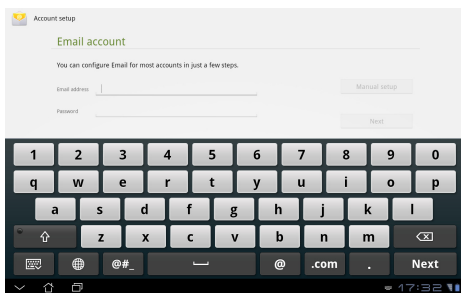 Account setup
Email account
You can configure Email for most accounts in just a few steps.
Email address
Manual setup
Password
Next
1 2 3 4 5 6 7 8 9 0
q w e r t y u i o p
a s d f g h j k l
z x c v b n m
@#_ @ .com . Next
17:32